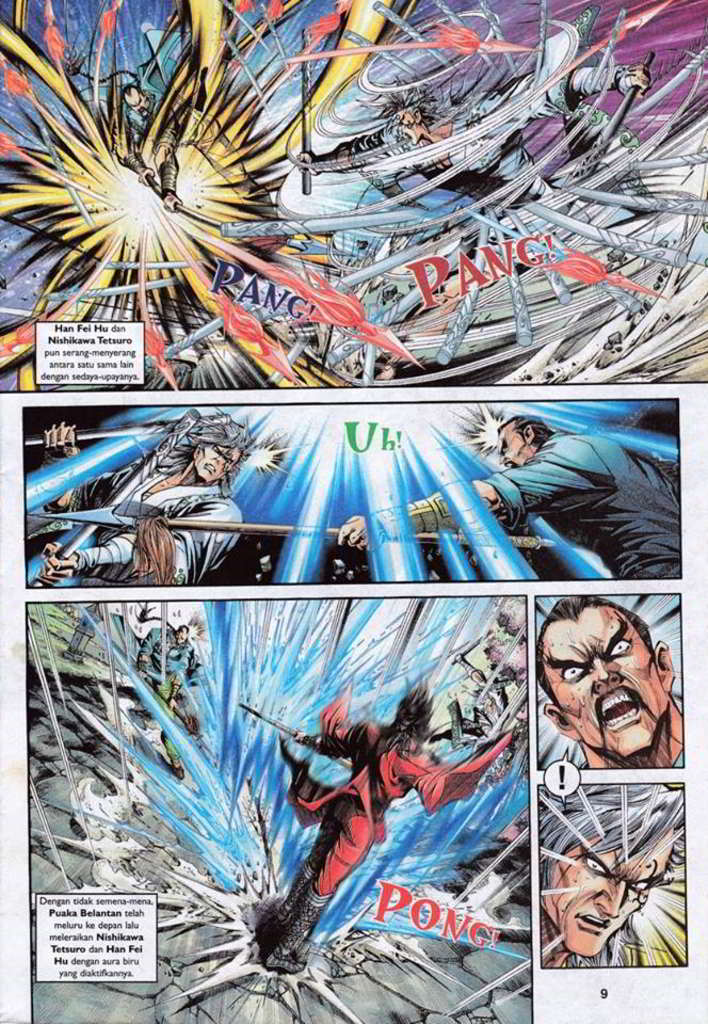 PANG!
PANG!
Han Fei Hu dan
Nishikawa Tetsuro
pun serang-menyerang
antara satu sama lain
dengan sedaya-upayanya.
Uh!
!
PONG!
Dengan tidak semena-mena,
Puaka Belantan telah
meluru ke depan lalu
meleraikan Nishikawa
Tetsuro dan Han Fei
Hu dengan aura biru
yang diaktifkannya.
9